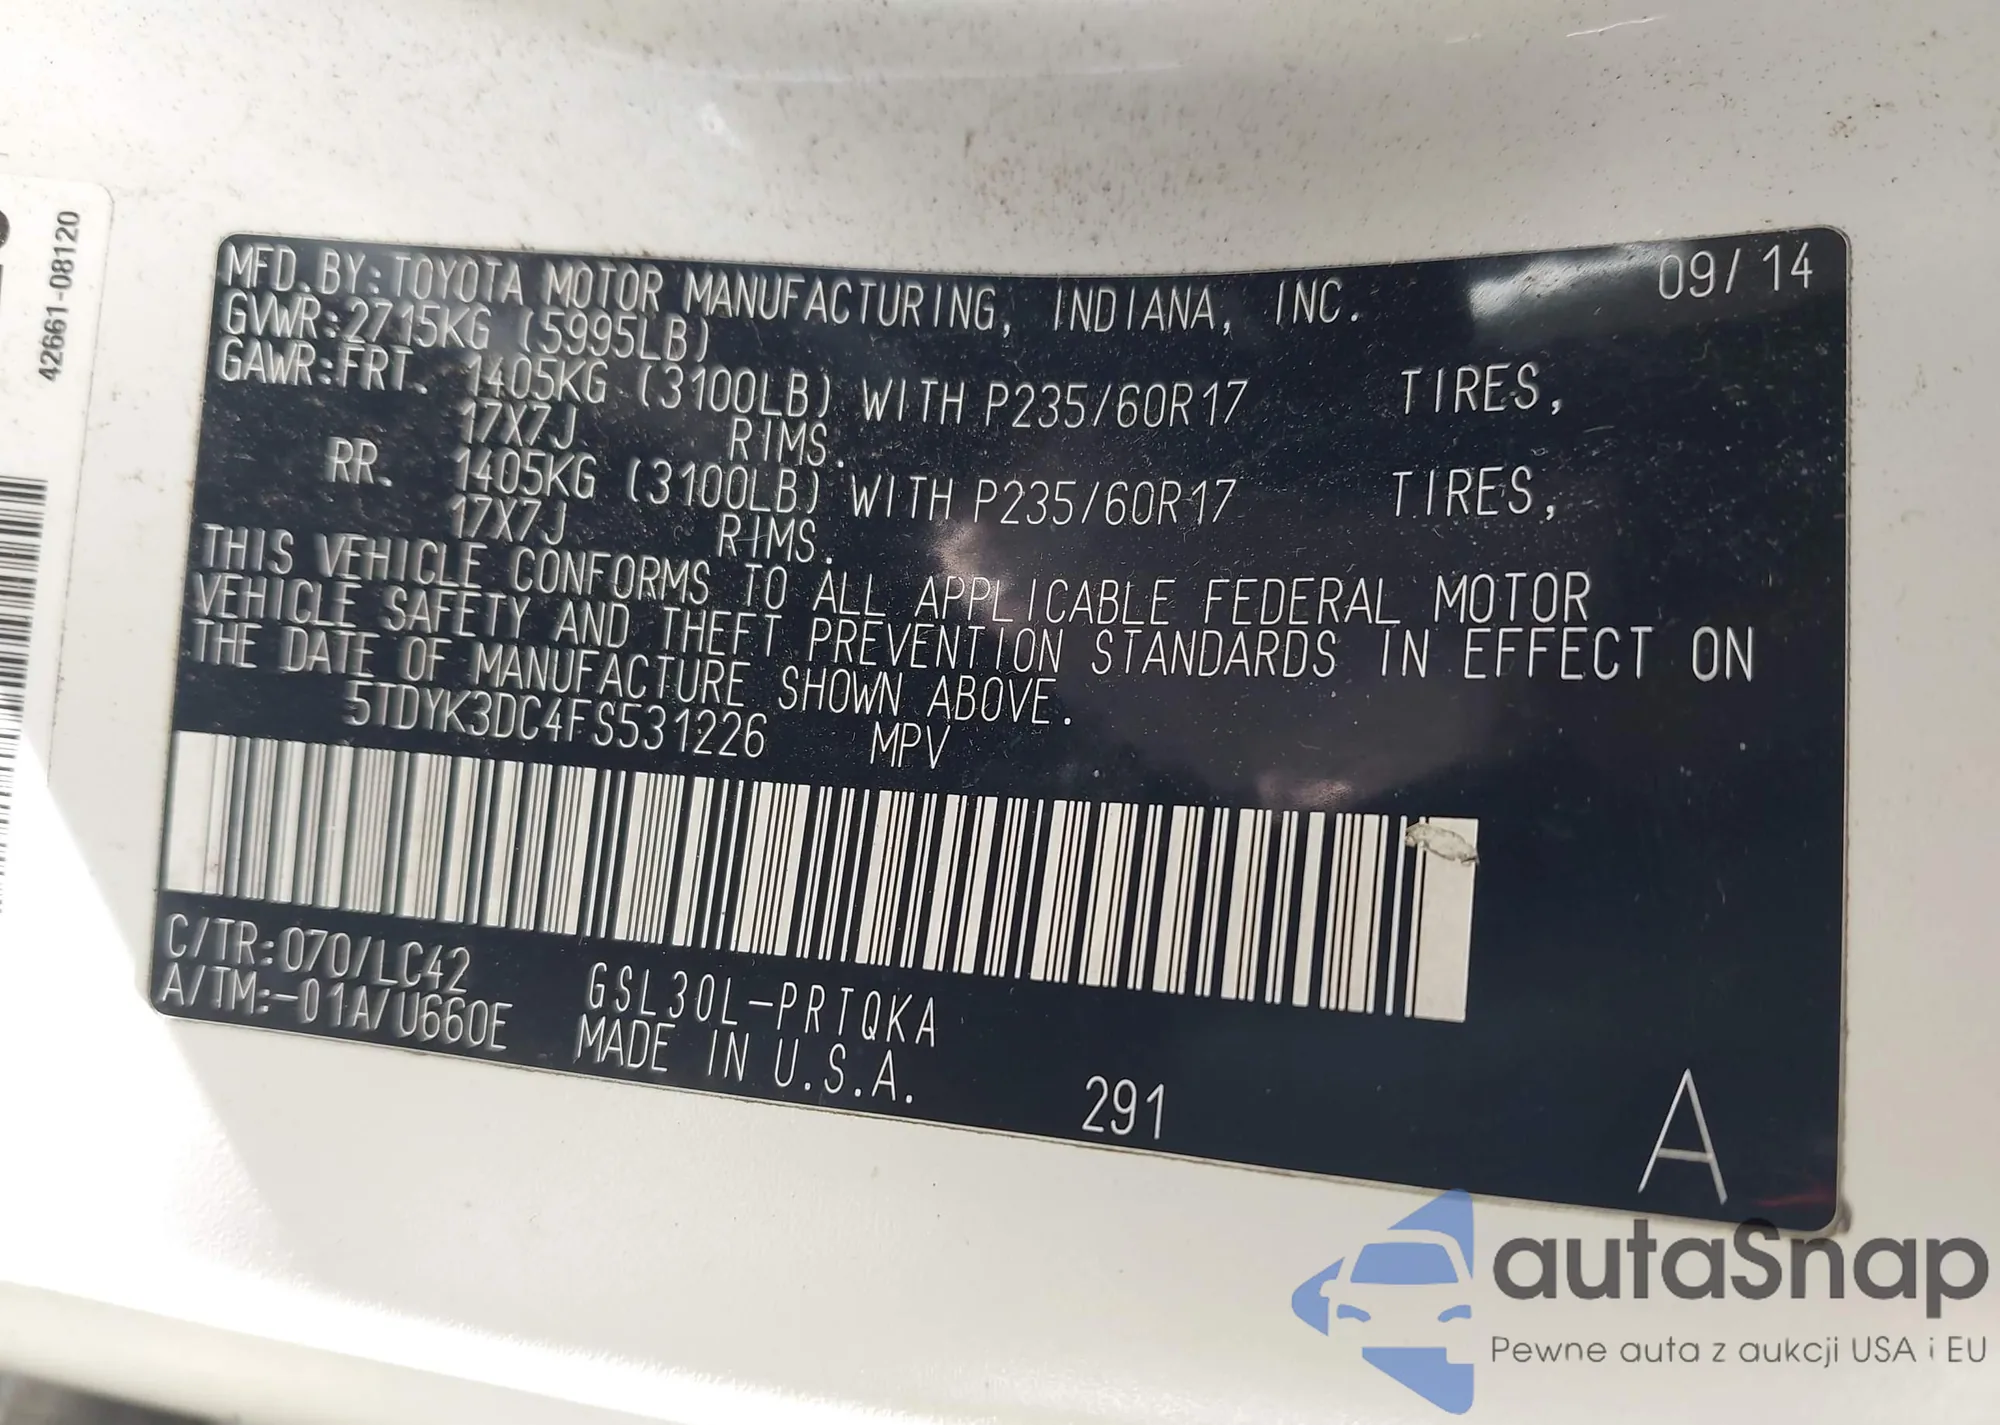 42661-08120
MFD.BY:TOYOTA MOTOR MANUFACTURING, INDIANA, INC. 09/14
GVWR:2715KG (5995LB)
GAWR:FRT. 1405KG (3100LB) WITH P235/60R17 TIRES,
17X7J RIMS.
RR. 1405KG (3100LB) WITH P235/60R17 TIRES,
17X7J RIMS.
THIS VEHICLE CONFORMS TO ALL APPLICABLE FEDERAL MOTOR
VEHICLE SAFETY AND THEFT PREVENTION STANDARDS IN EFFECT ON
THE DATE OF MANUFACTURE SHOWN ABOVE.
5TDYK3DC4FS531226 MPV
C/TR:070/LC42
A/TM:-01A/U660E
GSL30L-PRTQKA
MADE IN U.S.A.
291
A
autaSnap
Pewne auta z aukcji USA i EU